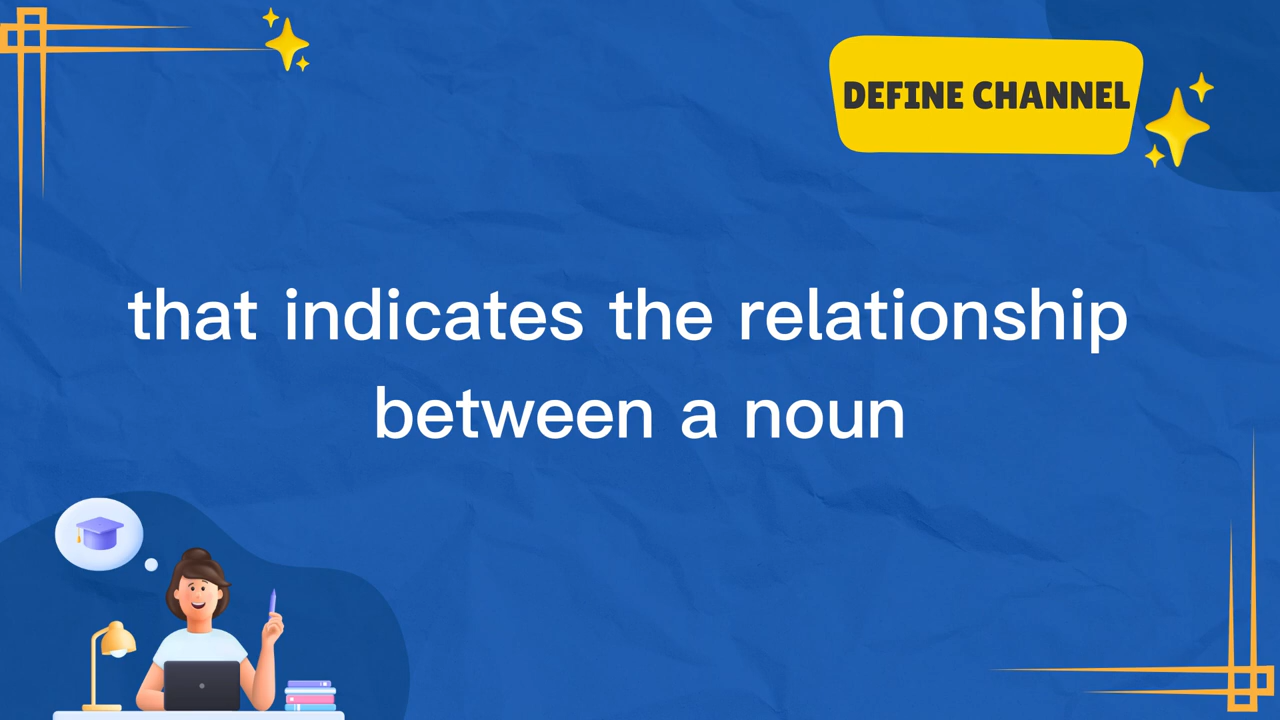 DEFINE CHANNEL
that indicates the relationship
between a noun